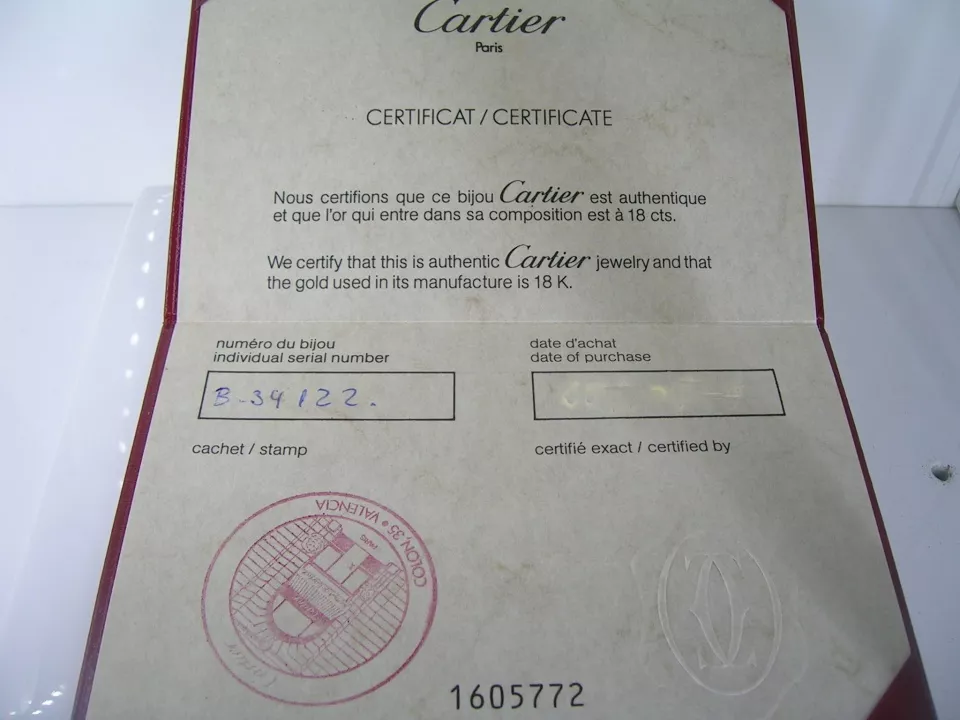 Cartier
Paris
CERTIFICAT / CERTIFICATE
Nous certifions que ce bijou Cartier est authentique
et que l'or qui entre dans sa composition est à 18 cts.
We certify that this is authentic Cartier jewelry and that
the gold used in its manufacture is 18 K.
numéro du bijou
individual serial number
B-34122.
date d'achat
date of purchase
cachet / stamp
certifié exact / certified by
COLON, 35 • VALENCIA
1605772